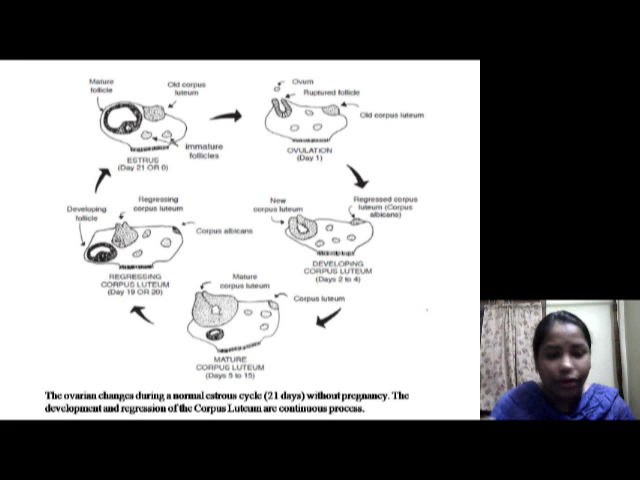 Mature
follicle
Old corpus
luteum
ESTRUS
(Day 21 OR 0)
Immature
follicles
Ovum
Ruptured follicle
Old corpus luteum
OVULATION
(Day 1)
New
corpus luteum
Regressed corpus
luteum (Corpus
albicans)
DEVELOPING
CORPUS LUTEUM
(Days 2 to 4)
Mature
corpus luteum
Corpus luteum
MATURE
CORPUS LUTEUM
(Days 5 to 15)
Developing
follicle
Regressing
corpus luteum
Corpus albicans
REGRESSING
CORPUS LUTEUM
(Day 19 OR 20)
The ovarian changes during a normal estrous cycle (21 days) without pregnancy. The
development and regression of the Corpus Luteum are continuous process.